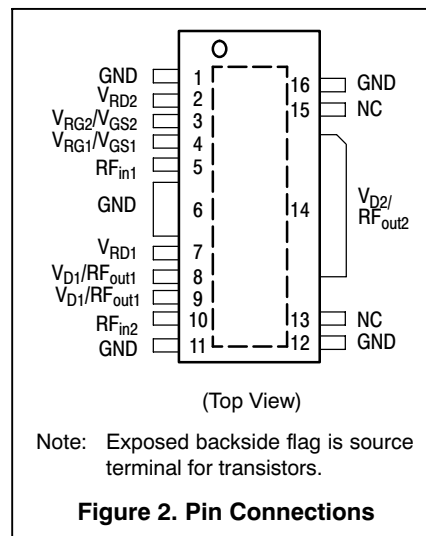 GND 1 16 GND
V_RD2 2 15 NC
V_RG2/V_GS2 3
V_RG1/V_GS1 4
RF_in1 5
GND 6 14 V_D2/
RF_out2
V_RD1 7
V_D1/RF_out1 8
V_D1/RF_out1 9
RF_in2 10 13 NC
GND 11 12 GND
(Top View)
Note: Exposed backside flag is source
terminal for transistors.
Figure 2. Pin Connections